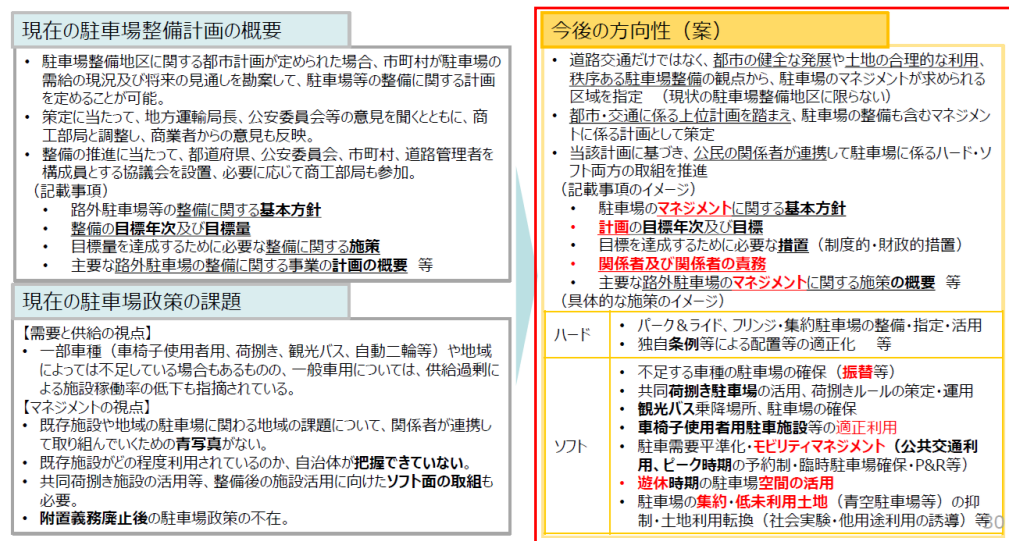 現在の駐車場整備計画の概要
• 駐車場整備地区に関する都市計画が定められた場合、市町村が駐車場の
需給の現況及び将来の見通しを勘案して、駐車場等の整備に関する計画
を定めることが可能。
• 策定に当たって、地方運輸局長、公安委員会等の意見を聞くとともに、商
工部局と調整し、商業者からの意見も反映。
• 整備の推進に当たって、都道府県、公安委員会、市町村、道路管理者を
構成員とする協議会を設置、必要に応じて商工部局も参加。
（記載事項）
• 路外駐車場等の整備に関する基本方針
• 整備の目標年次及び目標量
• 目標量を達成するために必要な整備に関する施策
• 主要な路外駐車場の整備に関する事業の計画の概要 等
現在の駐車場政策の課題
【需要と供給の視点】
• 一部車種（車椅子使用者用、荷捌き、観光バス、自動二輪等）や地域
によっては不足している場合もあるものの、一般車用については、供給過剰に
よる施設稼働率の低下も指摘されている。
【マネジメントの視点】
• 既存施設や地域の駐車場に関わる地域の課題について、関係者が連携し
て取り組んでいくための青写真がない。
• 既存施設がどの程度利用されているのか、自治体が把握できていない。
• 共同荷捌き施設の活用等、整備後の施設活用に向けたソフト面の取組も
必要。
• 附置義務廃止後の駐車場政策の不在。
今後の方向性（案）
• 道路交通だけではなく、都市の健全な発展や土地の合理的な利用、
秩序ある駐車場整備の観点から、駐車場のマネジメントが求められる
区域を指定 （現状の駐車場整備地区に限らない）
• 都市・交通に係る上位計画を踏まえ、駐車場の整備も含むマネジメン
トに係る計画として策定
• 当該計画に基づき、公民の関係者が連携して駐車場に係るハード・ソ
フト両方の取組を推進
（記載事項のイメージ）
• 駐車場のマネジメントに関する基本方針
• 計画の目標年次及び目標
• 目標を達成するために必要な措置（制度的・財政的措置）
• 関係者及び関係者の責務
• 主要な路外駐車場のマネジメントに関する施策の概要 等
（具体的な施策のイメージ）
ハード
• パーク＆ライド、フリンジ・集約駐車場の整備・指定・活用
• 独自条例等による配置等の適正化 等
ソフト
• 不足する車種の駐車場の確保（振替等）
• 共同荷捌き駐車場の活用、荷捌きルールの策定・運用
• 観光バス乗降場所、駐車場の確保
• 車椅子使用者用駐車施設等の適正利用
• 駐車需要平準化・モビリティマネジメント（公共交通利
用、ピーク時期の予約制・臨時駐車場確保・P&R等）
• 遊休時期の駐車場空間の活用
• 駐車場の集約・低未利用土地（青空駐車場等）の抑
制・土地利用転換（社会実験・他用途利用の誘導）等
30